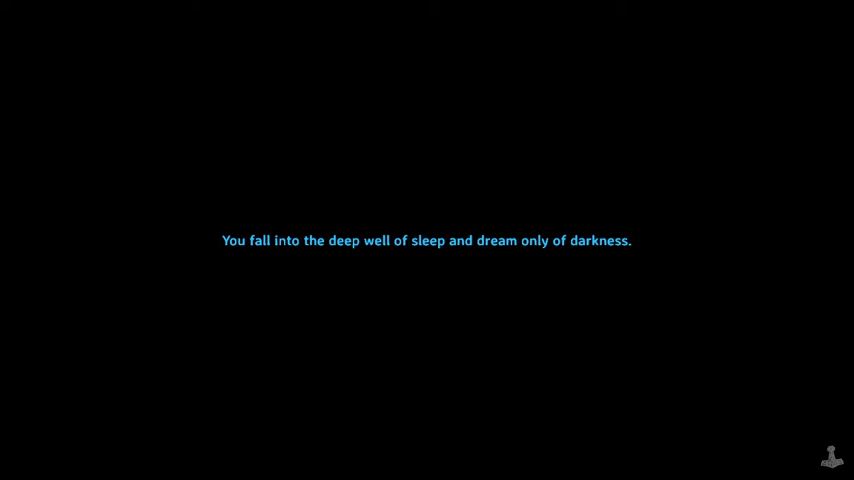 You fall into the deep well of sleep and dream only of darkness.